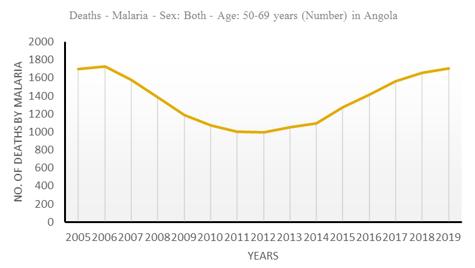 Deaths - Malaria - Sex: Both - Age: 50-69 years (Number) in Angola
NO. OF DEATHS BY MALARIA
2000
1800
1600
1400
1200
1000
800
600
400
200
0
2005 2006 2007 2008 2009 2010 2011 2012 2013 2014 2015 2016 2017 2018 2019
YEARS